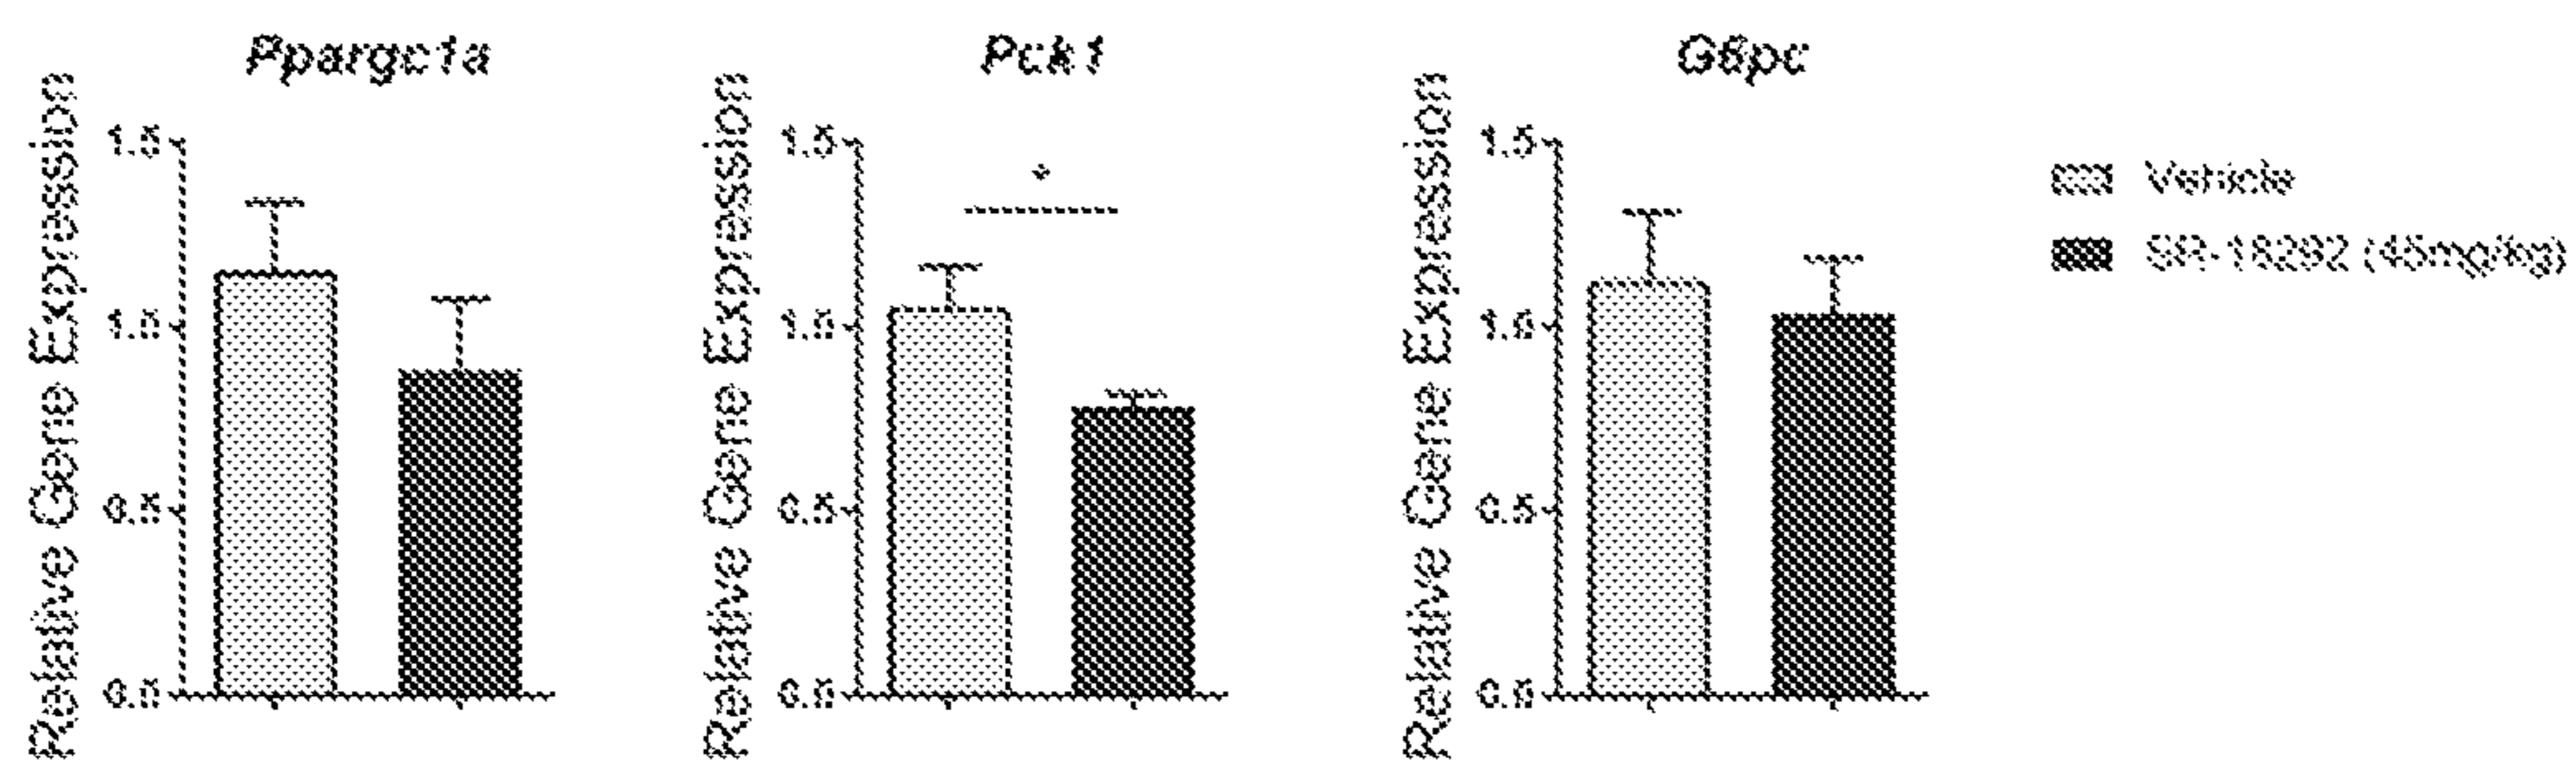 Ppargc1a
Relative Gene Expression
1.5
1.0
0.5
0.0
Pck1
Relative Gene Expression
1.5
*
1.0
0.5
0.0
G6pc
Relative Gene Expression
1.5
1.0
0.5
0.0
Vehicle
SR-18292 (45mg/kg)